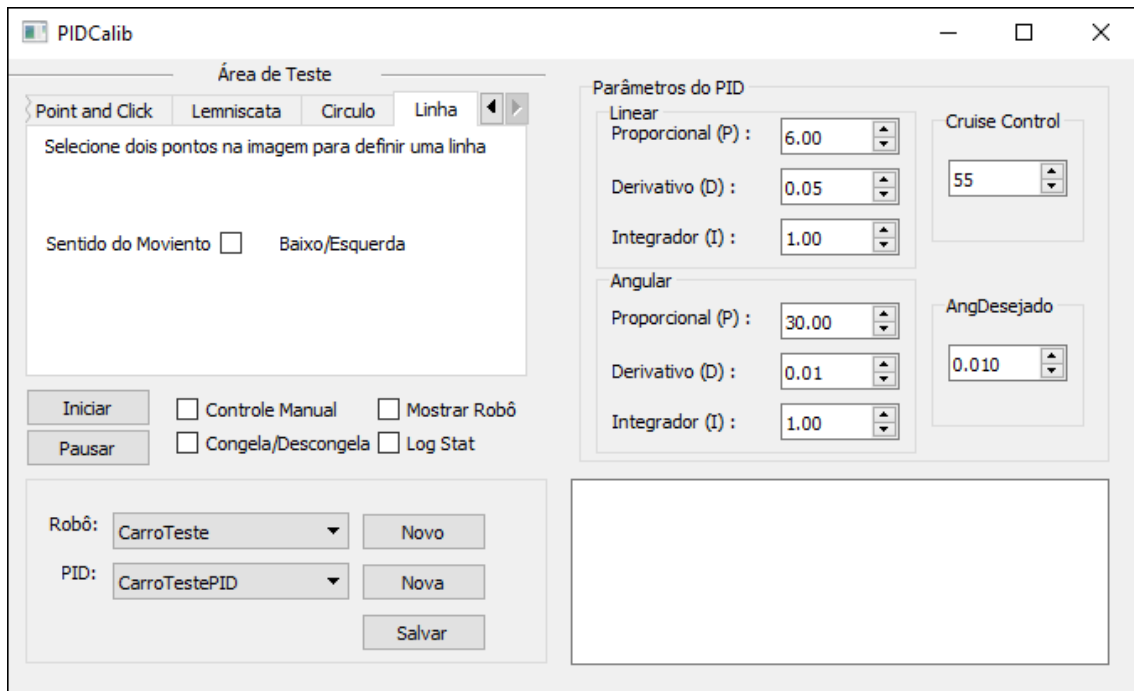 PIDCalib
Área de Teste
Point and Click
Lemniscata
Circulo
Linha
Selecione dois pontos na imagem para definir uma linha
Sentido do Moviento
Baixo/Esquerda
Iniciar
Controle Manual
Mostrar Robô
Pausar
Congela/Descongela
Log Stat
Robô:
CarroTeste
Novo
PID:
CarroTestePID
Nova
Salvar
Parâmetros do PID
Linear
Proporcional (P) :
6.00
Derivativo (D) :
0.05
Integrador (I) :
1.00
Cruise Control
55
Angular
Proporcional (P) :
30.00
Derivativo (D) :
0.01
Integrador (I) :
1.00
AngDesejado
0.010